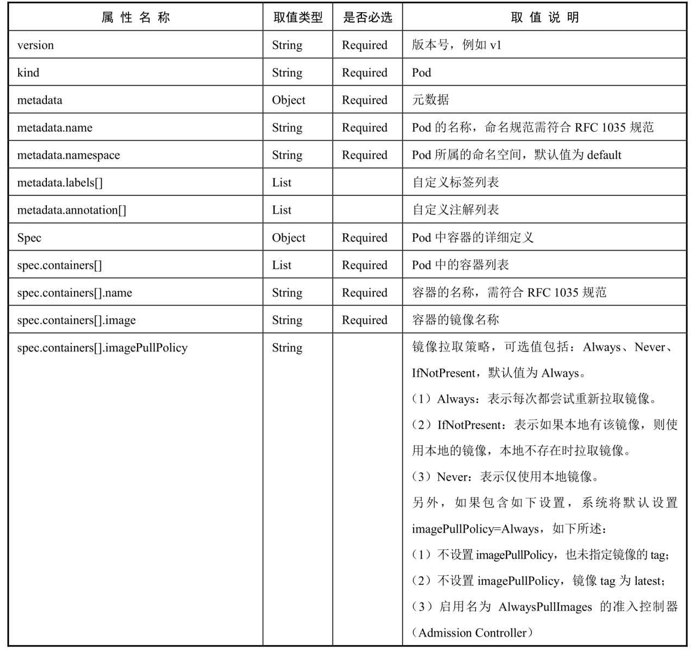 属 性 名 称 取值类型 是否必选 取 值 说 明
version String Required 版本号，例如 v1
kind String Required Pod
metadata Object Required 元数据
metadata.name String Required Pod 的名称，命名规范需符合 RFC 1035 规范
metadata.namespace String Required Pod 所属的命名空间，默认值为 default
metadata.labels[] List 自定义标签列表
metadata.annotation[] List 自定义注解列表
Spec Object Required Pod 中容器的详细定义
spec.containers[] List Required Pod 中的容器列表
spec.containers[].name String Required 容器的名称，需符合 RFC 1035 规范
spec.containers[].image String Required 容器的镜像名称
spec.containers[].imagePullPolicy String 镜像拉取策略，可选值包括：Always、Never、
IfNotPresent，默认值为 Always。
（1）Always：表示每次都尝试重新拉取镜像。
（2）IfNotPresent：表示如果本地有该镜像，则使
用本地的镜像，本地不存在时拉取镜像。
（3）Never：表示仅使用本地镜像。
另外，如果包含如下设置，系统将默认设置
imagePullPolicy=Always，如下所述：
（1）不设置 imagePullPolicy，也未指定镜像的 tag；
（2）不设置 imagePullPolicy，镜像 tag 为 latest；
（3）启用名为 AlwaysPullImages 的准入控制器
（Admission Controller）